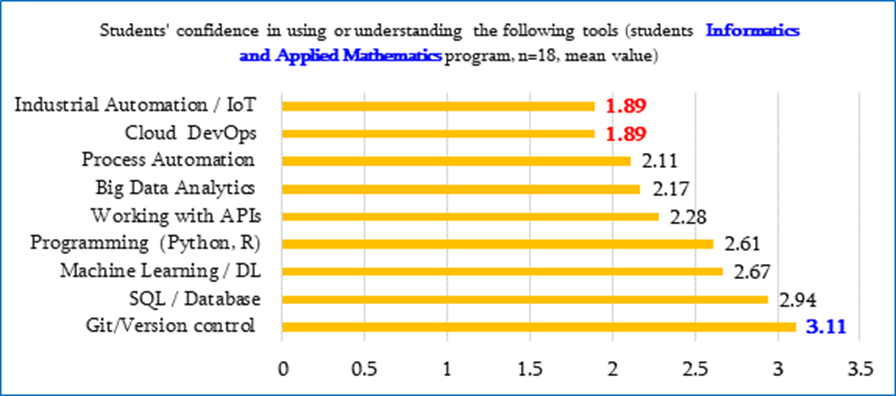 Students' confidence in using or understanding the following tools (students Informatics
and Applied Mathematics program, n=18, mean value)
Industrial Automation / IoT 1.89
Cloud DevOps 1.89
Process Automation 2.11
Big Data Analytics 2.17
Working with APIs 2.28
Programming (Python, R) 2.61
Machine Learning / DL 2.67
SQL / Database 2.94
Git/Version control 3.11
0 0.5 1 1.5 2 2.5 3 3.5